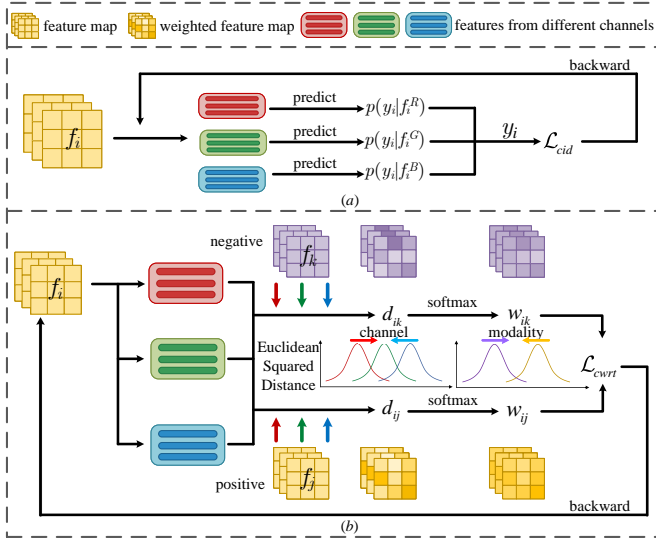 feature map weighted feature map features from different channels
backward
predict p(y_i|f_i^R)
f_i predict p(y_i|f_i^G) y_i ℒ_cid
predict p(y_i|f_i^B)
(a)
negative f_k
f_i
d_ik softmax w_ik
channel modality
Euclidean
Squared
Distance
ℒ_cwrt
d_ij softmax w_ij
positive f_j
backward
(b)